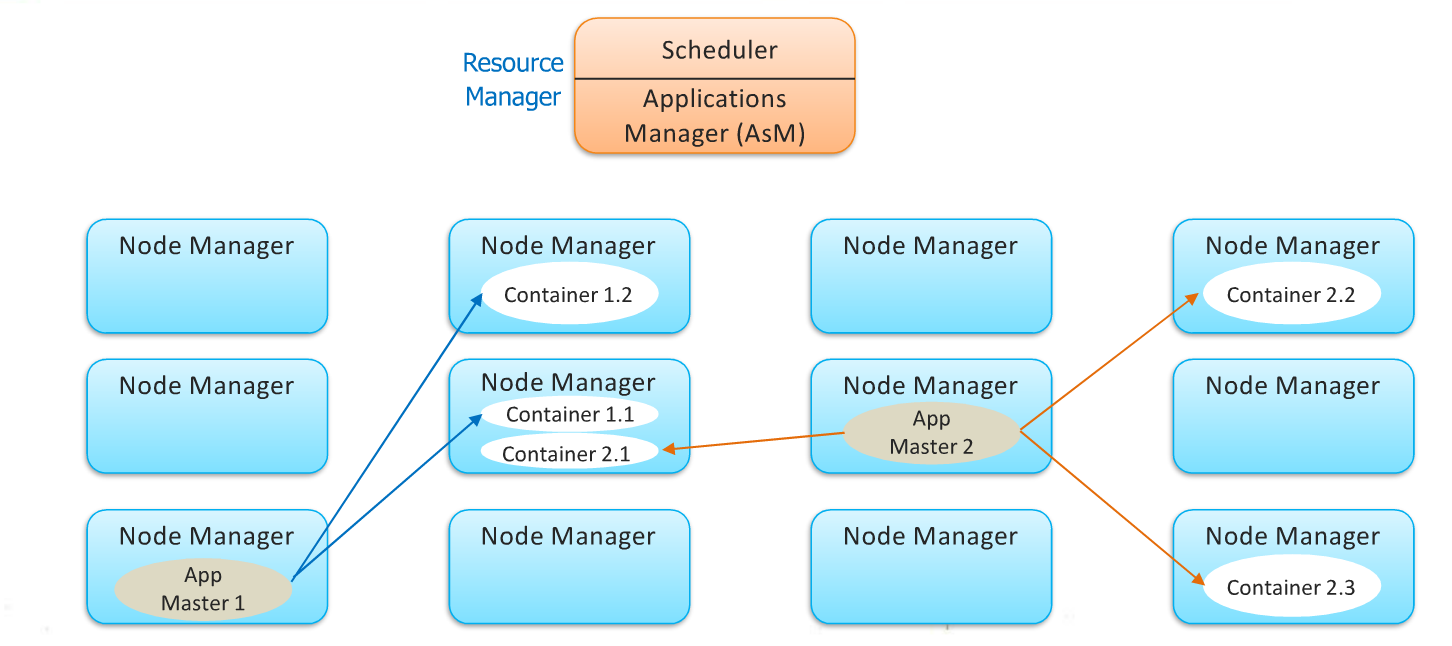 Resource
Manager
Scheduler
Applications
Manager (AsM)
Node Manager
Node Manager
Container 1.2
Node Manager
Node Manager
Container 2.2
Node Manager
Node Manager
Container 1.1
Container 2.1
Node Manager
App
Master 2
Node Manager
Node Manager
App
Master 1
Node Manager
Node Manager
Node Manager
Container 2.3